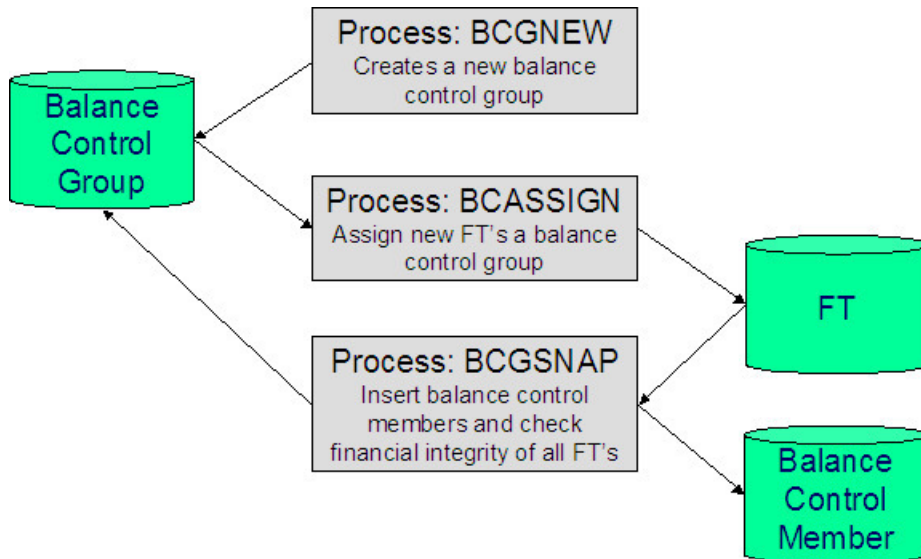 Process: BCGNEW
Creates a new balance
control group
Balance
Control
Group
Process: BCASSIGN
Assign new FT's a balance
control group
FT
Process: BCGSNAP
Insert balance control
members and check
financial integrity of all FT's
Balance
Control
Member